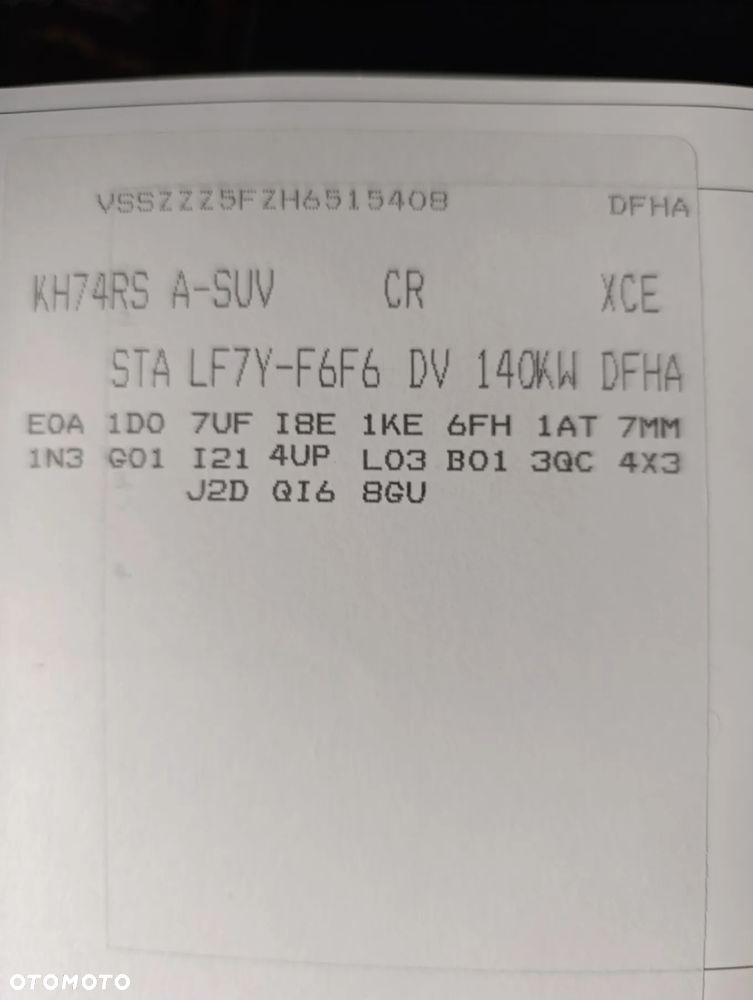 VSSZZZ5FZH6515408 DFHA
KH74RS A-SUV CR XCE
STA LF7Y-F6F6 DV 140KW DFHA
E0A 1D0 7UF I8E 1KE 6FH 1AT 7MM
1N3 G01 I21 4UP L03 B01 3QC 4X3
J2D QI6 8GU
OTOMOTO